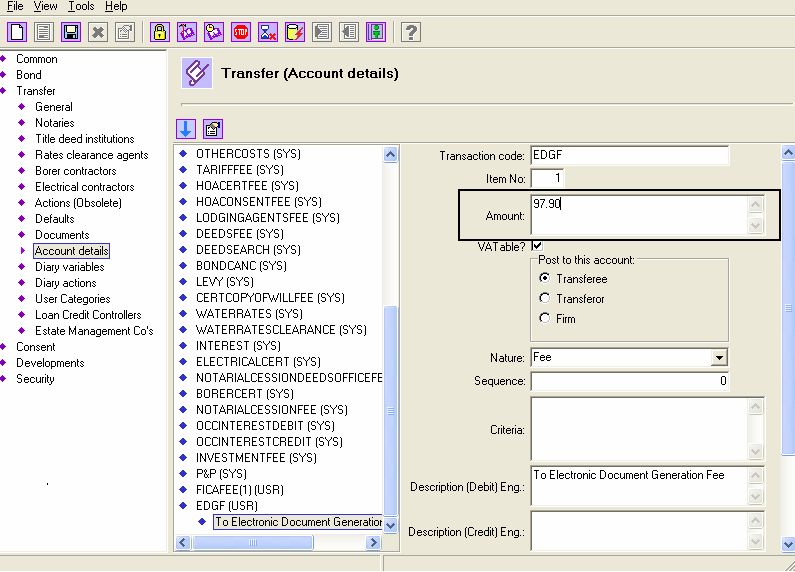 File View Tools Help
STOP
Common
Bond
Transfer
General
Notaries
Title deed institutions
Rates clearance agents
Borer contractors
Electrical contractors
Actions (Obsolete)
Defaults
Documents
Account details
Diary variables
Diary actions
User Categories
Loan Credit Controllers
Estate Management Co's
Consent
Developments
Security
Transfer (Account details)
OTHERCOSTS (SYS)
TARIFFFEE (SYS)
HOACERTFEE (SYS)
HOACONSENTFEE (SYS)
LODGINGAGENTSFEE (SYS)
DEEDSFEE (SYS)
DEEDSEARCH (SYS)
BONDCANC (SYS)
LEVY (SYS)
CERTCOPYOFWILLFEE (SYS)
WATERRATES (SYS)
WATERRATESCLEARANCE (SYS)
INTEREST (SYS)
ELECTRICALCERT (SYS)
NOTARIALCESSIONDEEDSOFFICEFE
BORERCERT (SYS)
NOTARIALCESSIONFEE (SYS)
OCCINTERESTDEBIT (SYS)
OCCINTERESTCREDIT (SYS)
INVESTMENTFEE (SYS)
P&P (SYS)
FICAFEE(1) (USR)
EDGF (USR)
To Electronic Document Generation
Transaction code: EDGF
Item No: 1
Amount: 97.90
VATable?
Post to this account:
Transferee
Transferor
Firm
Nature: Fee
Sequence: 0
Criteria:
Description (Debit) Eng.: To Electronic Document Generation Fee
Description (Credit) Eng.: